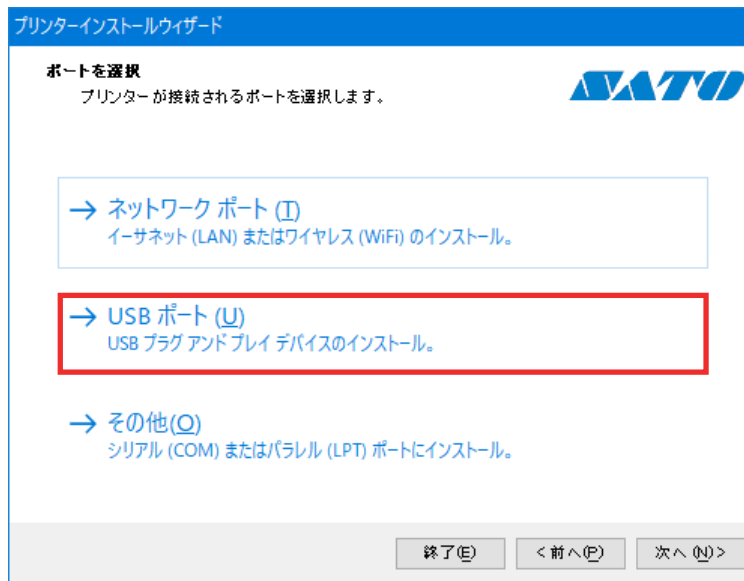 プリンターインストールウィザード
ポートを選択
プリンターが接続されるポートを選択します。
SATO
→ ネットワーク ポート (T)
イーサネット (LAN) またはワイヤレス (WiFi) のインストール。
→ USB ポート (U)
USB プラグ アンド プレイ デバイスのインストール。
→ その他(O)
シリアル (COM) またはパラレル (LPT) ポートにインストール。
終了(E)
<前へ(P)
次へ (N)>